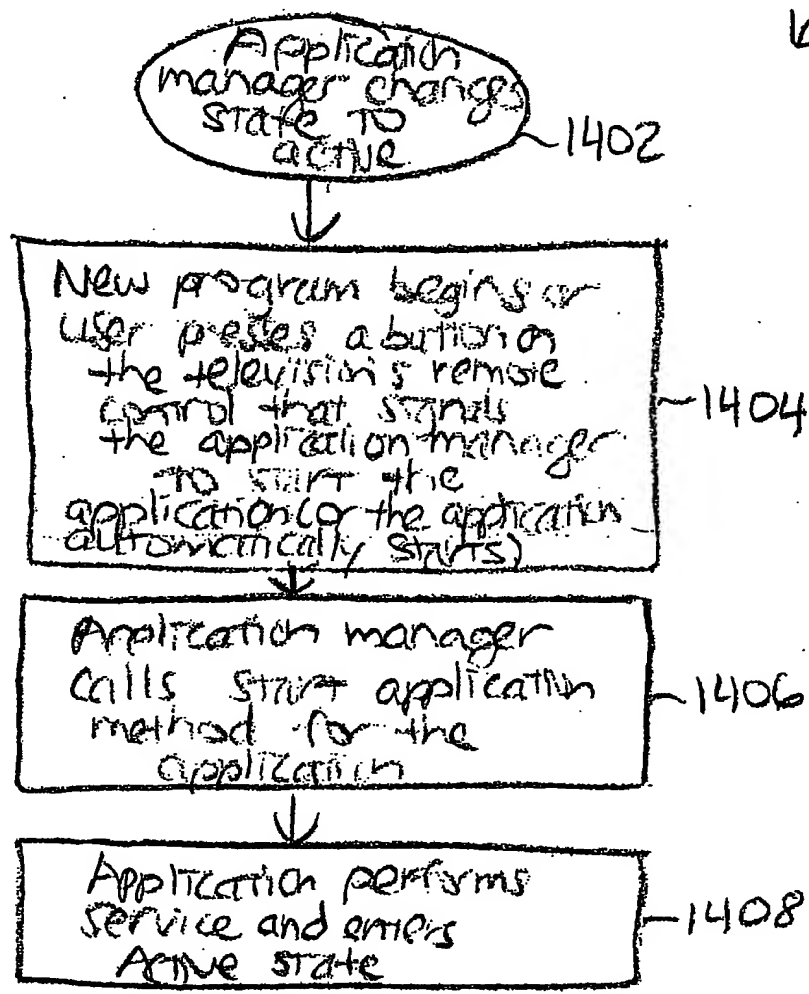 Application
manager changes
state to
active
1402
New program begins or
user presses a button on
the television's remote
control that
the application manager
to start the
application (or the application
automatically starts)
1404
Application manager
calls start application
method for the
application
1406
Application performs
service and enters
Active state
1408